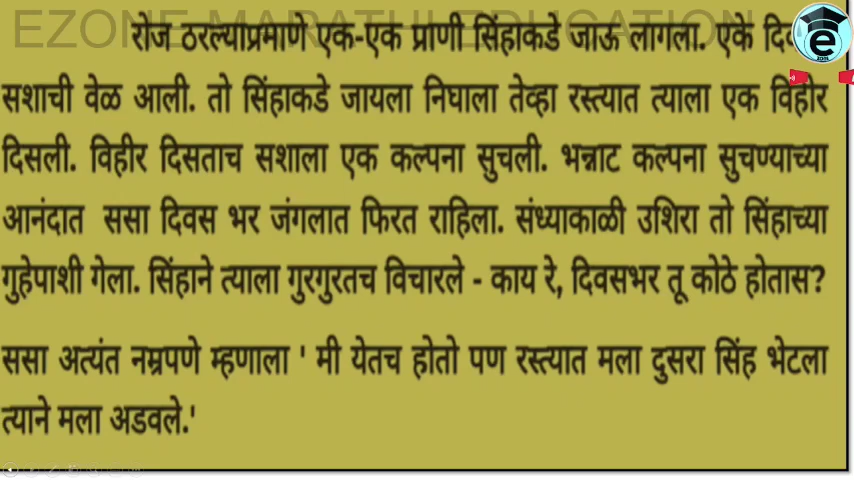 EZONE MARATHI EDUCATION
रोज ठरल्याप्रमाणे एक-एक प्राणी सिंहाकडे जाऊ लागला. एके
सशाची वेळ आली. तो सिंहाकडे जायला निघाला तेव्हा रस्त्यात त्याला एक विहीर
दिसली. विहीर दिसताच सशाला एक कल्पना सुचली. भन्नाट कल्पना सुचण्याच्या
आनंदात ससा दिवस भर जंगलात फिरत राहिला. संध्याकाळी उशिरा तो सिंहाच्या
गुहेपाशी गेला. सिंहाने त्याला गुरगुरतच विचारले - काय रे, दिवसभर तू कोठे होतास?
ससा अत्यंत नम्रपणे म्हणाला ' मी येतच होतो पण रस्त्यात मला दुसरा सिंह भेटला
त्याने मला अडवले.'